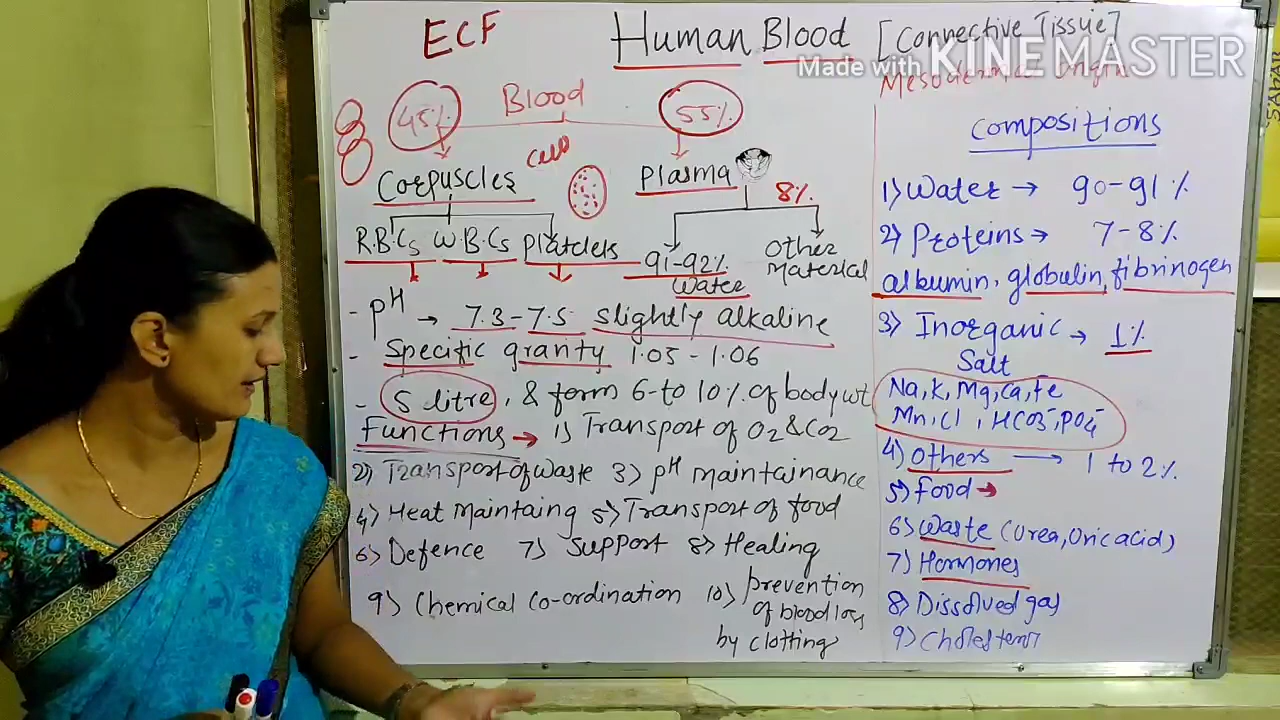 ECF Human Blood [Connective Tissue]
Made with KINEMASTER
Mesodermic Origin
45% Blood 55%
Cell
Corpuscles Plasma 8%
R.B.Cs W.B.Cs Platelets 91-92% Water Other Material
- pH → 7.3-7.5 slightly alkaline
- Specific granty 1.05-1.06
- 5 litre, & form 6-to 10% of body wt
Functions → 1) Transport of O2 & CO2
2) Transport of waste 3) pH maintainance
4) Heat Maintaing 5) Transport of food
6) Defence 7) Support 8) Healing
9) Chemical Co-ordination 10) prevention
of blood loss
by clotting
Compositions
1) Water → 90-91%
2) Proteins → 7-8%
albumin, globulin, fibrinogen
3) Inorganic → 1%
Salt
Na, K, Mg, Ca, Fe
Mn, Cl, HCO3-, PO4-
4) Others → 1 to 2%
5) Food →
6) Waste (Urea, Uric acid)
7) Hormones
8) Dissolved gas
9) Cholesterol